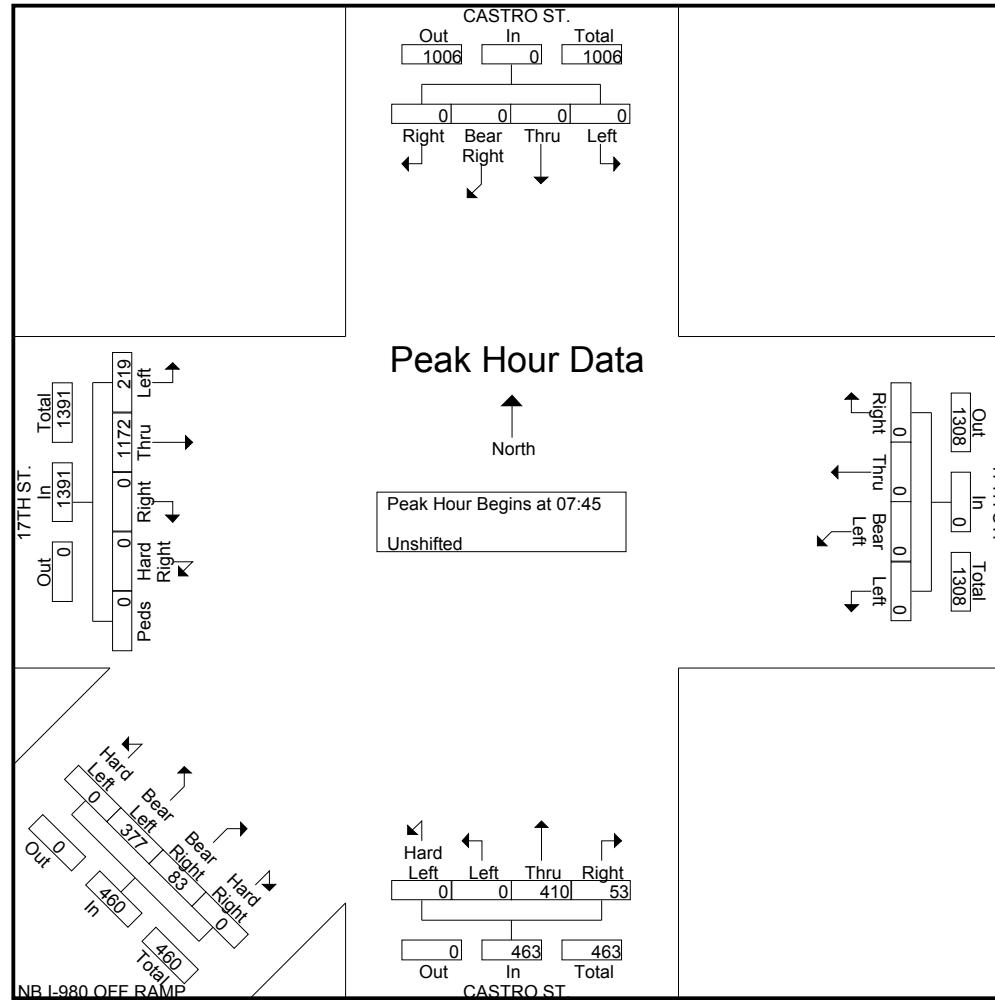 CASTRO ST.
Out In Total
1006 0 1006
0 0 0 0
Right Bear Right Thru Left
Peak Hour Data
North
Peak Hour Begins at 07:45
Unshifted
17TH ST.
Total In Out
1391 1391 0
219 1172 0 0 0
Left Thru Right Hard Right Peds
Out In Total
1308 0 1308
0 0 0 0
Right Thru Bear Left Left
Hard Left Bear Left Bear Right Hard Right
0 377 83 0
0 460 460
Out In Total
NB I-980 OFF RAMP
Hard Left Left Thru Right
0 0 410 53
0 463 463
Out In Total
CASTRO ST.